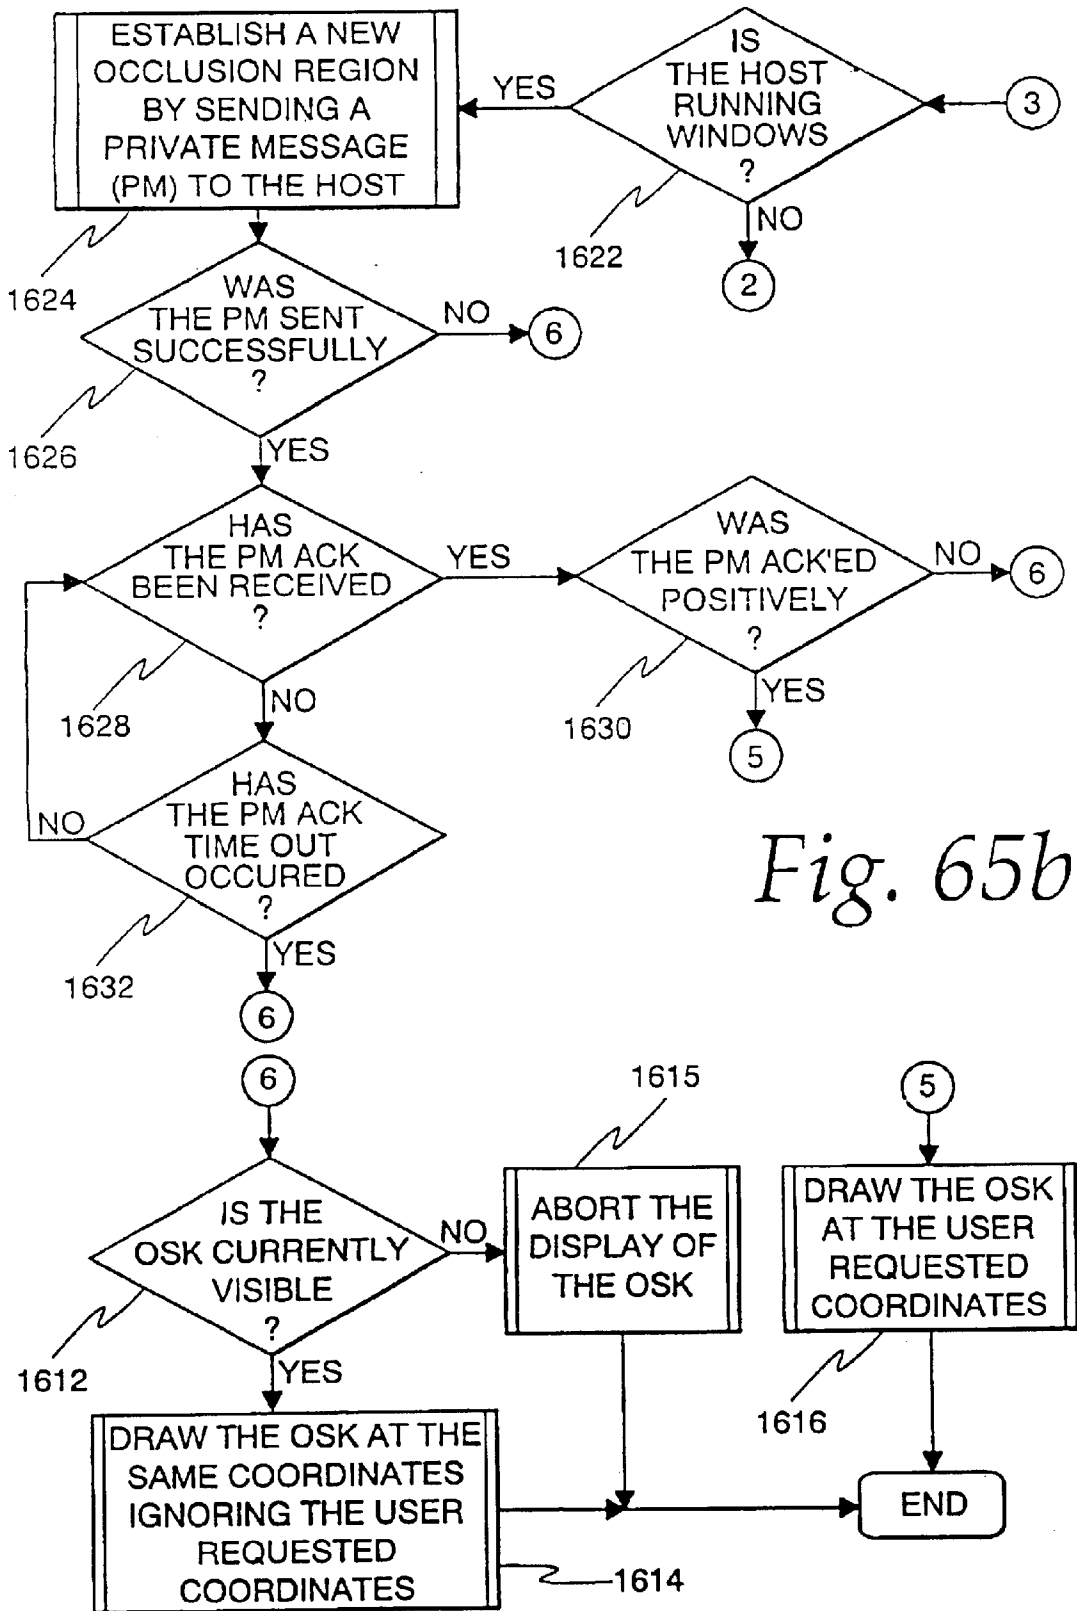 ESTABLISH A NEW
OCCLUSION REGION
BY SENDING A
PRIVATE MESSAGE
(PM) TO THE HOST
YES
IS
THE HOST
RUNNING
WINDOWS
?
3
1624
1622
NO
2
WAS
THE PM SENT
SUCCESSFULLY
?
NO
6
1626
YES
HAS
THE PM ACK
BEEN RECEIVED
?
YES
WAS
THE PM ACK'ED
POSITIVELY
?
NO
6
1628
NO
1630
YES
5
HAS
THE PM ACK
TIME OUT
OCCURED
?
NO
1632
YES
6
Fig. 65b
6
1615
5
IS THE
OSK CURRENTLY
VISIBLE
?
NO
ABORT THE
DISPLAY OF
THE OSK
DRAW THE OSK
AT THE USER
REQUESTED
COORDINATES
1612
YES
1616
DRAW THE OSK AT THE
SAME COORDINATES
IGNORING THE USER
REQUESTED
COORDINATES
END
1614